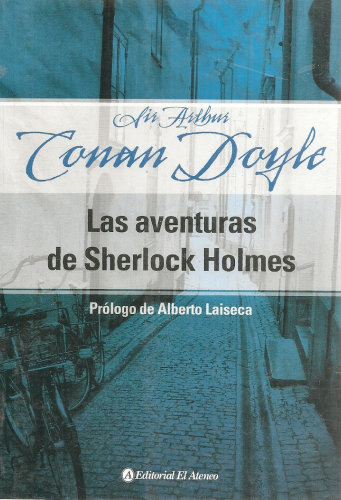 Sir Arthur
Conan Doyle
Las aventuras
de Sherlock Holmes
Prólogo de Alberto Laiseca
A Editorial El Ateneo